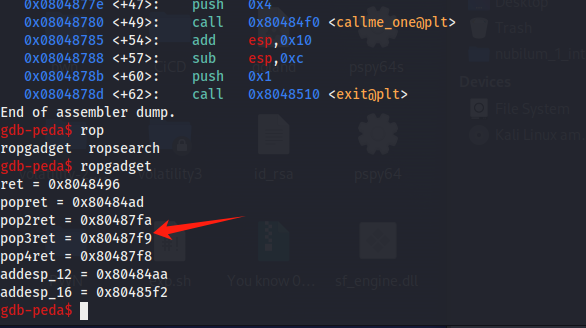 0x0804877e <+47>: push 0x4
0x08048780 <+49>: call 0x80484f0 <callme_one@plt>
0x08048785 <+54>: add esp,0x10
0x08048788 <+57>: sub esp,0xc
0x0804878b <+60>: push 0x1
0x0804878d <+62>: call 0x8048510 <exit@plt>
End of assembler dump.
gdb-peda$ rop
ropgadget ropsearch
gdb-peda$ ropgadget
ret = 0x8048496
popret = 0x80484ad
pop2ret = 0x80487fa
pop3ret = 0x80487f9
pop4ret = 0x80487f8
addesp_12 = 0x80484aa
addesp_16 = 0x80485f2
gdb-peda$
Desktop
Trash
nubilum_1_int
Devices
File System
Kali Linux am
pspy64s
volatility3
id_rsa
pspy64
.sh
You know 0...
sf_engine.dll